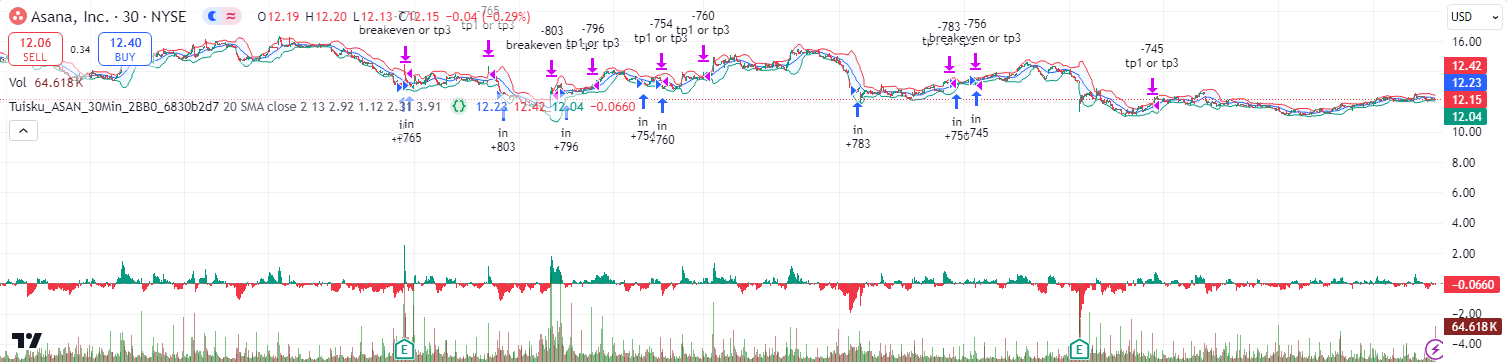 Asana, Inc. · 30 · NYSE O12.19 H12.20 L12.13 C12.15 −0.04 (−0.29%)
12.06
SELL
0.34
12.40
BUY
Vol 64.618K
Tuisku_ASAN_30Min_2BB0_6830b2d7 20 SMA close 2 13 2.92 1.12 2.31 3.91 12.23 12.42 12.04 −0.0660
breakeven or tp3
-765
tp1 or tp3
-803
breakeven or tp3
-796
tp1 or tp3
-754
tp1 or tp3
-760
tp1 or tp3
-783
-756
breakeven or tp3
-745
tp1 or tp3
in
+765
in
+803
in
+796
in
+754
in
+760
in
+783
in
in
+745
USD
16.00
12.42
12.23
12.15
12.04
10.00
8.00
6.00
4.00
2.00
−0.0660
−2.00
64.618K
−4.00
E
E